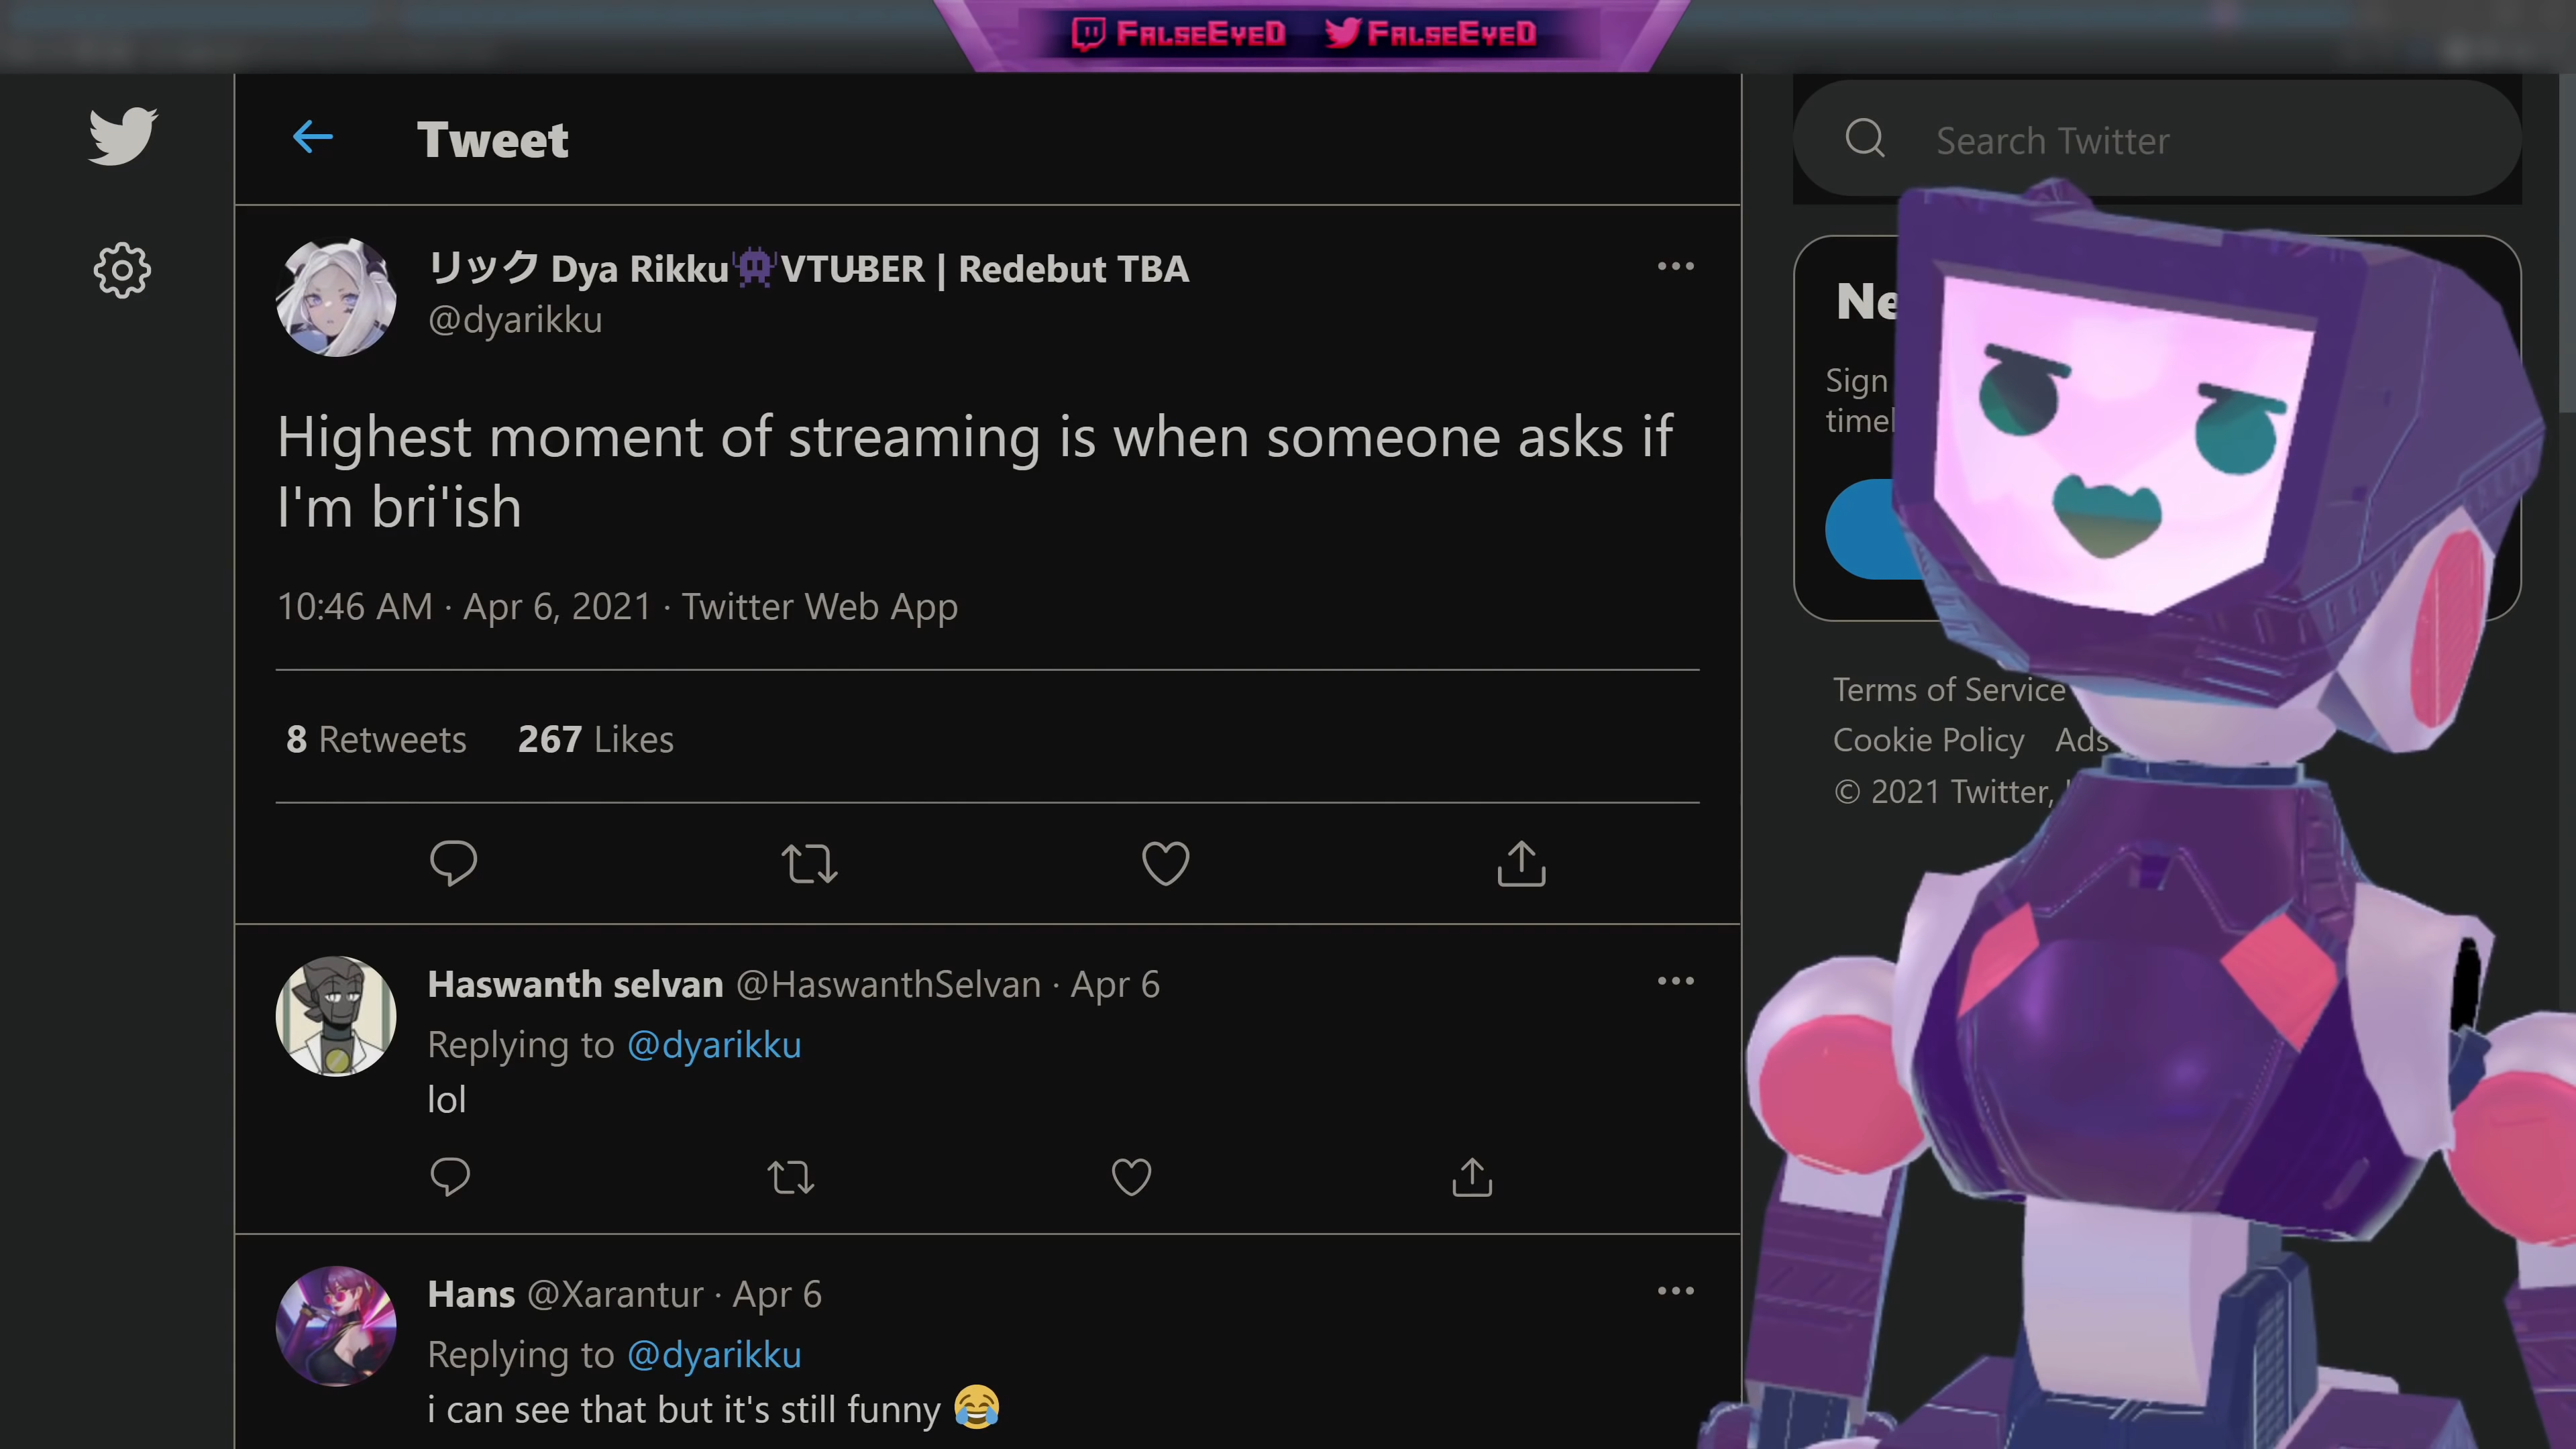 FalseEyeD FalseEyeD
Tweet
Search Twitter
リック Dya Rikku👾VTUBER | Redebut TBA
@dyarikku
Highest moment of streaming is when someone asks if
I'm bri'ish
10:46 AM · Apr 6, 2021 · Twitter Web App
8 Retweets 267 Likes
Haswanth selvan @HaswanthSelvan · Apr 6
Replying to @dyarikku
lol
Hans @Xarantur · Apr 6
Replying to @dyarikku
i can see that but it's still funny 😂
Sign
Terms of Service
Cookie Policy Ads
© 2021 Twitter,